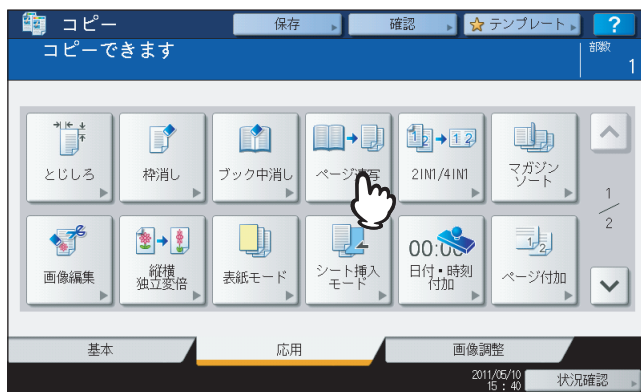 コピー
保存
確認
テンプレート
?
コピーできます
部数
1
とじしろ
枠消し
ブック中消し
ページ連写
2IN1/4IN1
マガジン
ソート
1
2
画像編集
縦横
独立変倍
表紙モード
シート挿入
モード
00:00
日付・時刻
付加
ページ付加
基本
応用
画像調整
2011/05/10
15：40
状況確認